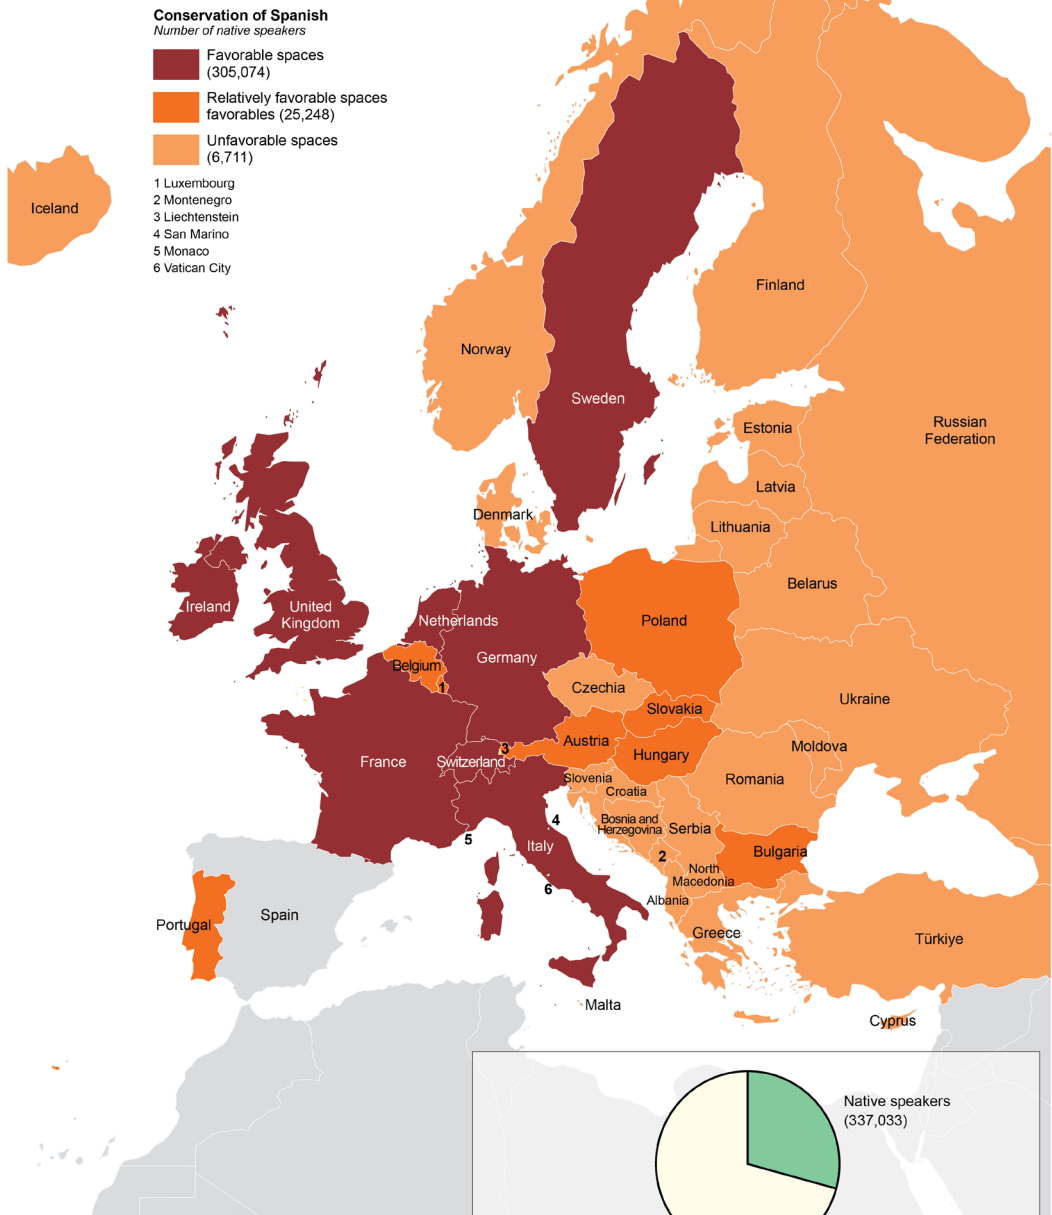 Conservation of Spanish
Number of native speakers
Favorable spaces
(305,074)
Relatively favorable spaces
favorables (25,248)
Unfavorable spaces
(6,711)
1 Luxembourg
2 Montenegro
3 Liechtenstein
4 San Marino
5 Monaco
6 Vatican City
Iceland
Finland
Norway
Sweden
Russian
Federation
Estonia
Latvia
Denmark
Lithuania
Belarus
Ireland
United
Kingdom
Netherlands
Poland
Germany
Belgium
1
Czechia
Ukraine
Slovakia
Austria
3
Moldova
Hungary
France
Switzerland
Slovenia
Romania
Croatia
4
Bosnia and
Herzegovina
Serbia
5
Italy
2
Bulgaria
North
Macedonia
6
Albania
Spain
Portugal
Greece
Türkiye
Malta
Cyprus
Native speakers
(337,033)